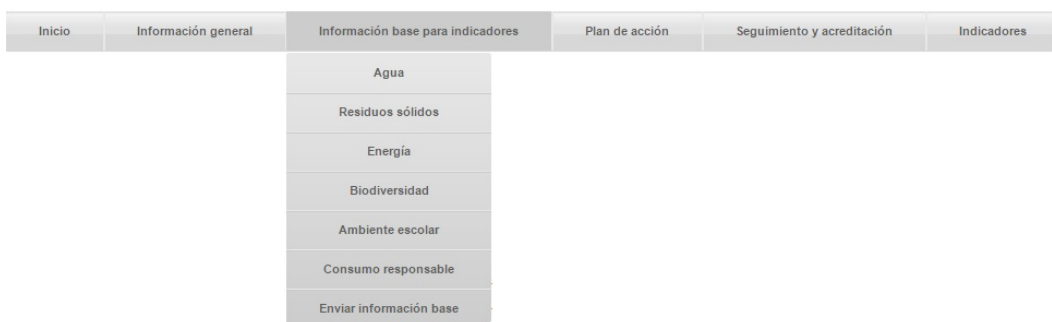 Inicio
Información general
Información base para indicadores
Plan de acción
Seguimiento y acreditación
Indicadores
Agua
Residuos sólidos
Energía
Biodiversidad
Ambiente escolar
Consumo responsable
Enviar información base